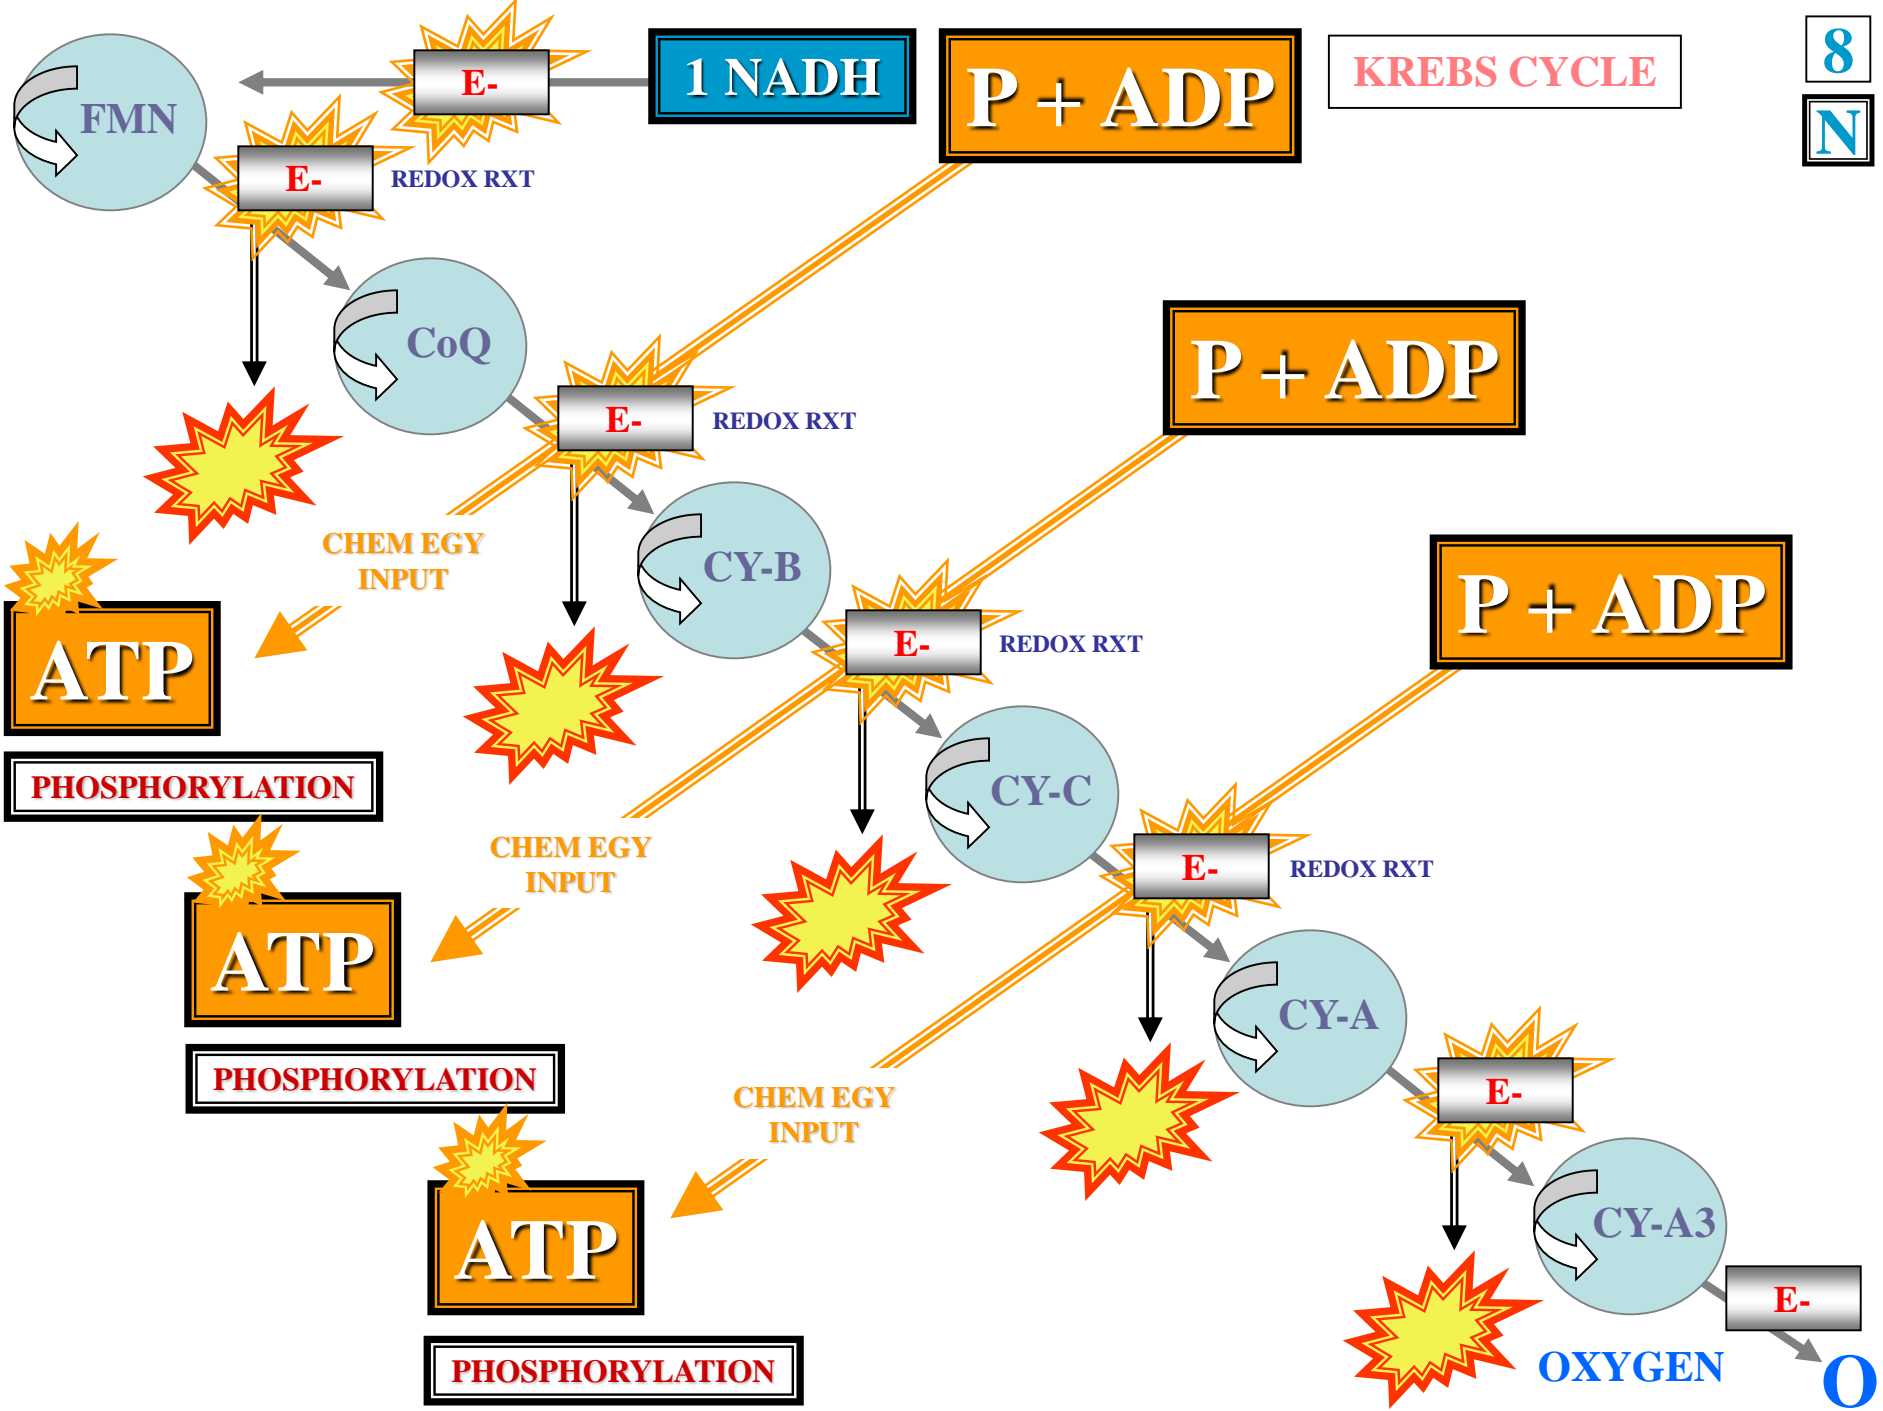 E-
1 NADH
P + ADP
KREBS CYCLE
8
N
FMN
E-
REDOX RXT
CoQ
P + ADP
E-
REDOX RXT
CHEM EGY
INPUT
CY-B
P + ADP
ATP
E-
REDOX RXT
PHOSPHORYLATION
CY-C
CHEM EGY
INPUT
E-
REDOX RXT
ATP
CY-A
PHOSPHORYLATION
CHEM EGY
INPUT
E-
ATP
CY-A3
E-
PHOSPHORYLATION
OXYGEN
O